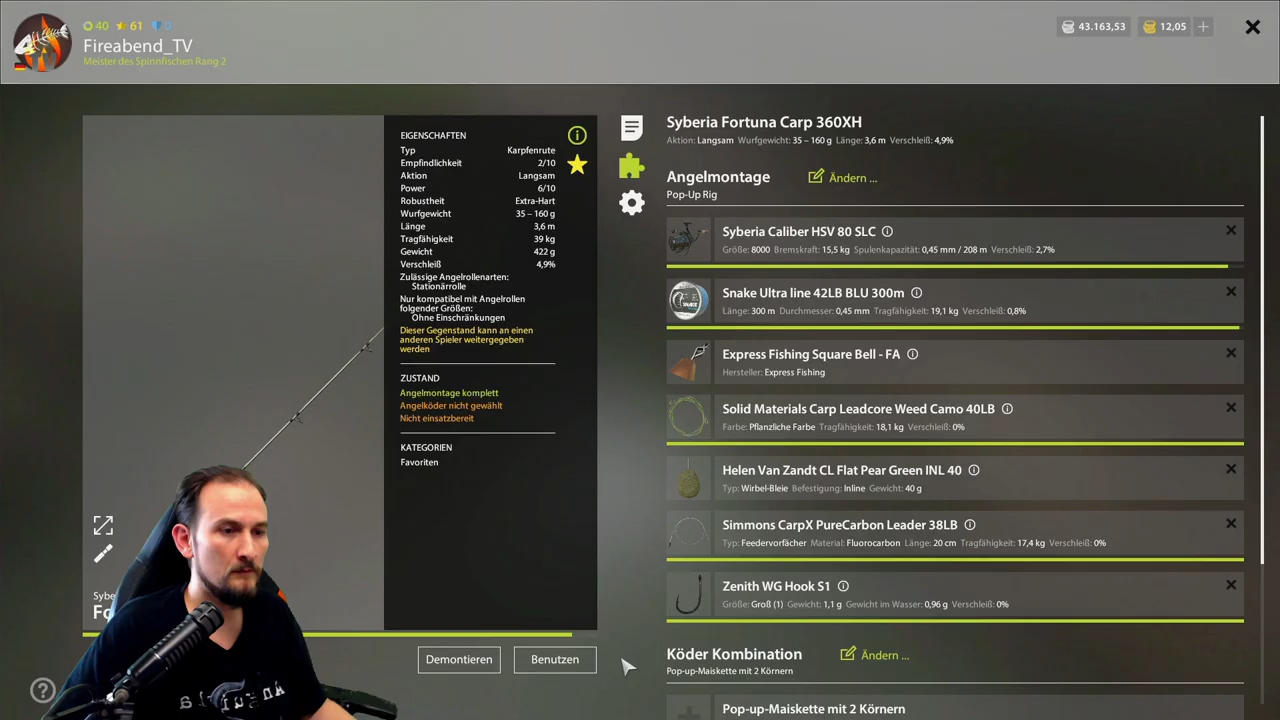 40 61 0
Fireabend_TV
Meister des Spinnfischen Rang 2
43.163,53 12,05
EIGENSCHAFTEN
Typ Karpfenrute
Empfindlichkeit 2/10
Aktion Langsam
Power 6/10
Robustheit Extra-Hart
Wurfgewicht 35 – 160 g
Länge 3,6 m
Tragfähigkeit 39 kg
Gewicht 422 g
Verschleiß 4,9%
Zulässige Angelrollenarten:
Stationärrolle
Nur kompatibel mit Angelrollen
folgender Größen:
Ohne Einschränkungen
Dieser Gegenstand kann an einen
anderen Spieler weitergegeben
werden
ZUSTAND
Angelmontage komplett
Angelköder nicht gewählt
Nicht einsatzbereit
KATEGORIEN
Favoriten
Demontieren Benutzen
Syberia Fortuna Carp 360XH
Aktion: Langsam Wurfgewicht: 35 – 160 g Länge: 3,6 m Verschleiß: 4,9%
Angelmontage Ändern ...
Pop-Up Rig
Syberia Caliber HSV 80 SLC
Größe: 8000 Bremskraft: 15,5 kg Spulenkapazität: 0,45 mm / 208 m Verschleiß: 2,7%
Snake Ultra line 42LB BLU 300m
Länge: 300 m Durchmesser: 0,45 mm Tragfähigkeit: 19,1 kg Verschleiß: 0,8%
Express Fishing Square Bell - FA
Hersteller: Express Fishing
Solid Materials Carp Leadcore Weed Camo 40LB
Farbe: Pflanzliche Farbe Tragfähigkeit: 18,1 kg Verschleiß: 0%
Helen Van Zandt CL Flat Pear Green INL 40
Typ: Wirbel-Bleie Befestigung: Inline Gewicht: 40 g
Simmons CarpX PureCarbon Leader 38LB
Typ: Feedervorfächer Material: Fluorocarbon Länge: 20 cm Tragfähigkeit: 17,4 kg Verschleiß: 0%
Zenith WG Hook S1
Größe: Groß (1) Gewicht: 1,1 g Gewicht im Wasser: 0,96 g Verschleiß: 0%
Köder Kombination Ändern ...
Pop-up-Maiskette mit 2 Körnern
Pop-up-Maiskette mit 2 Körnern